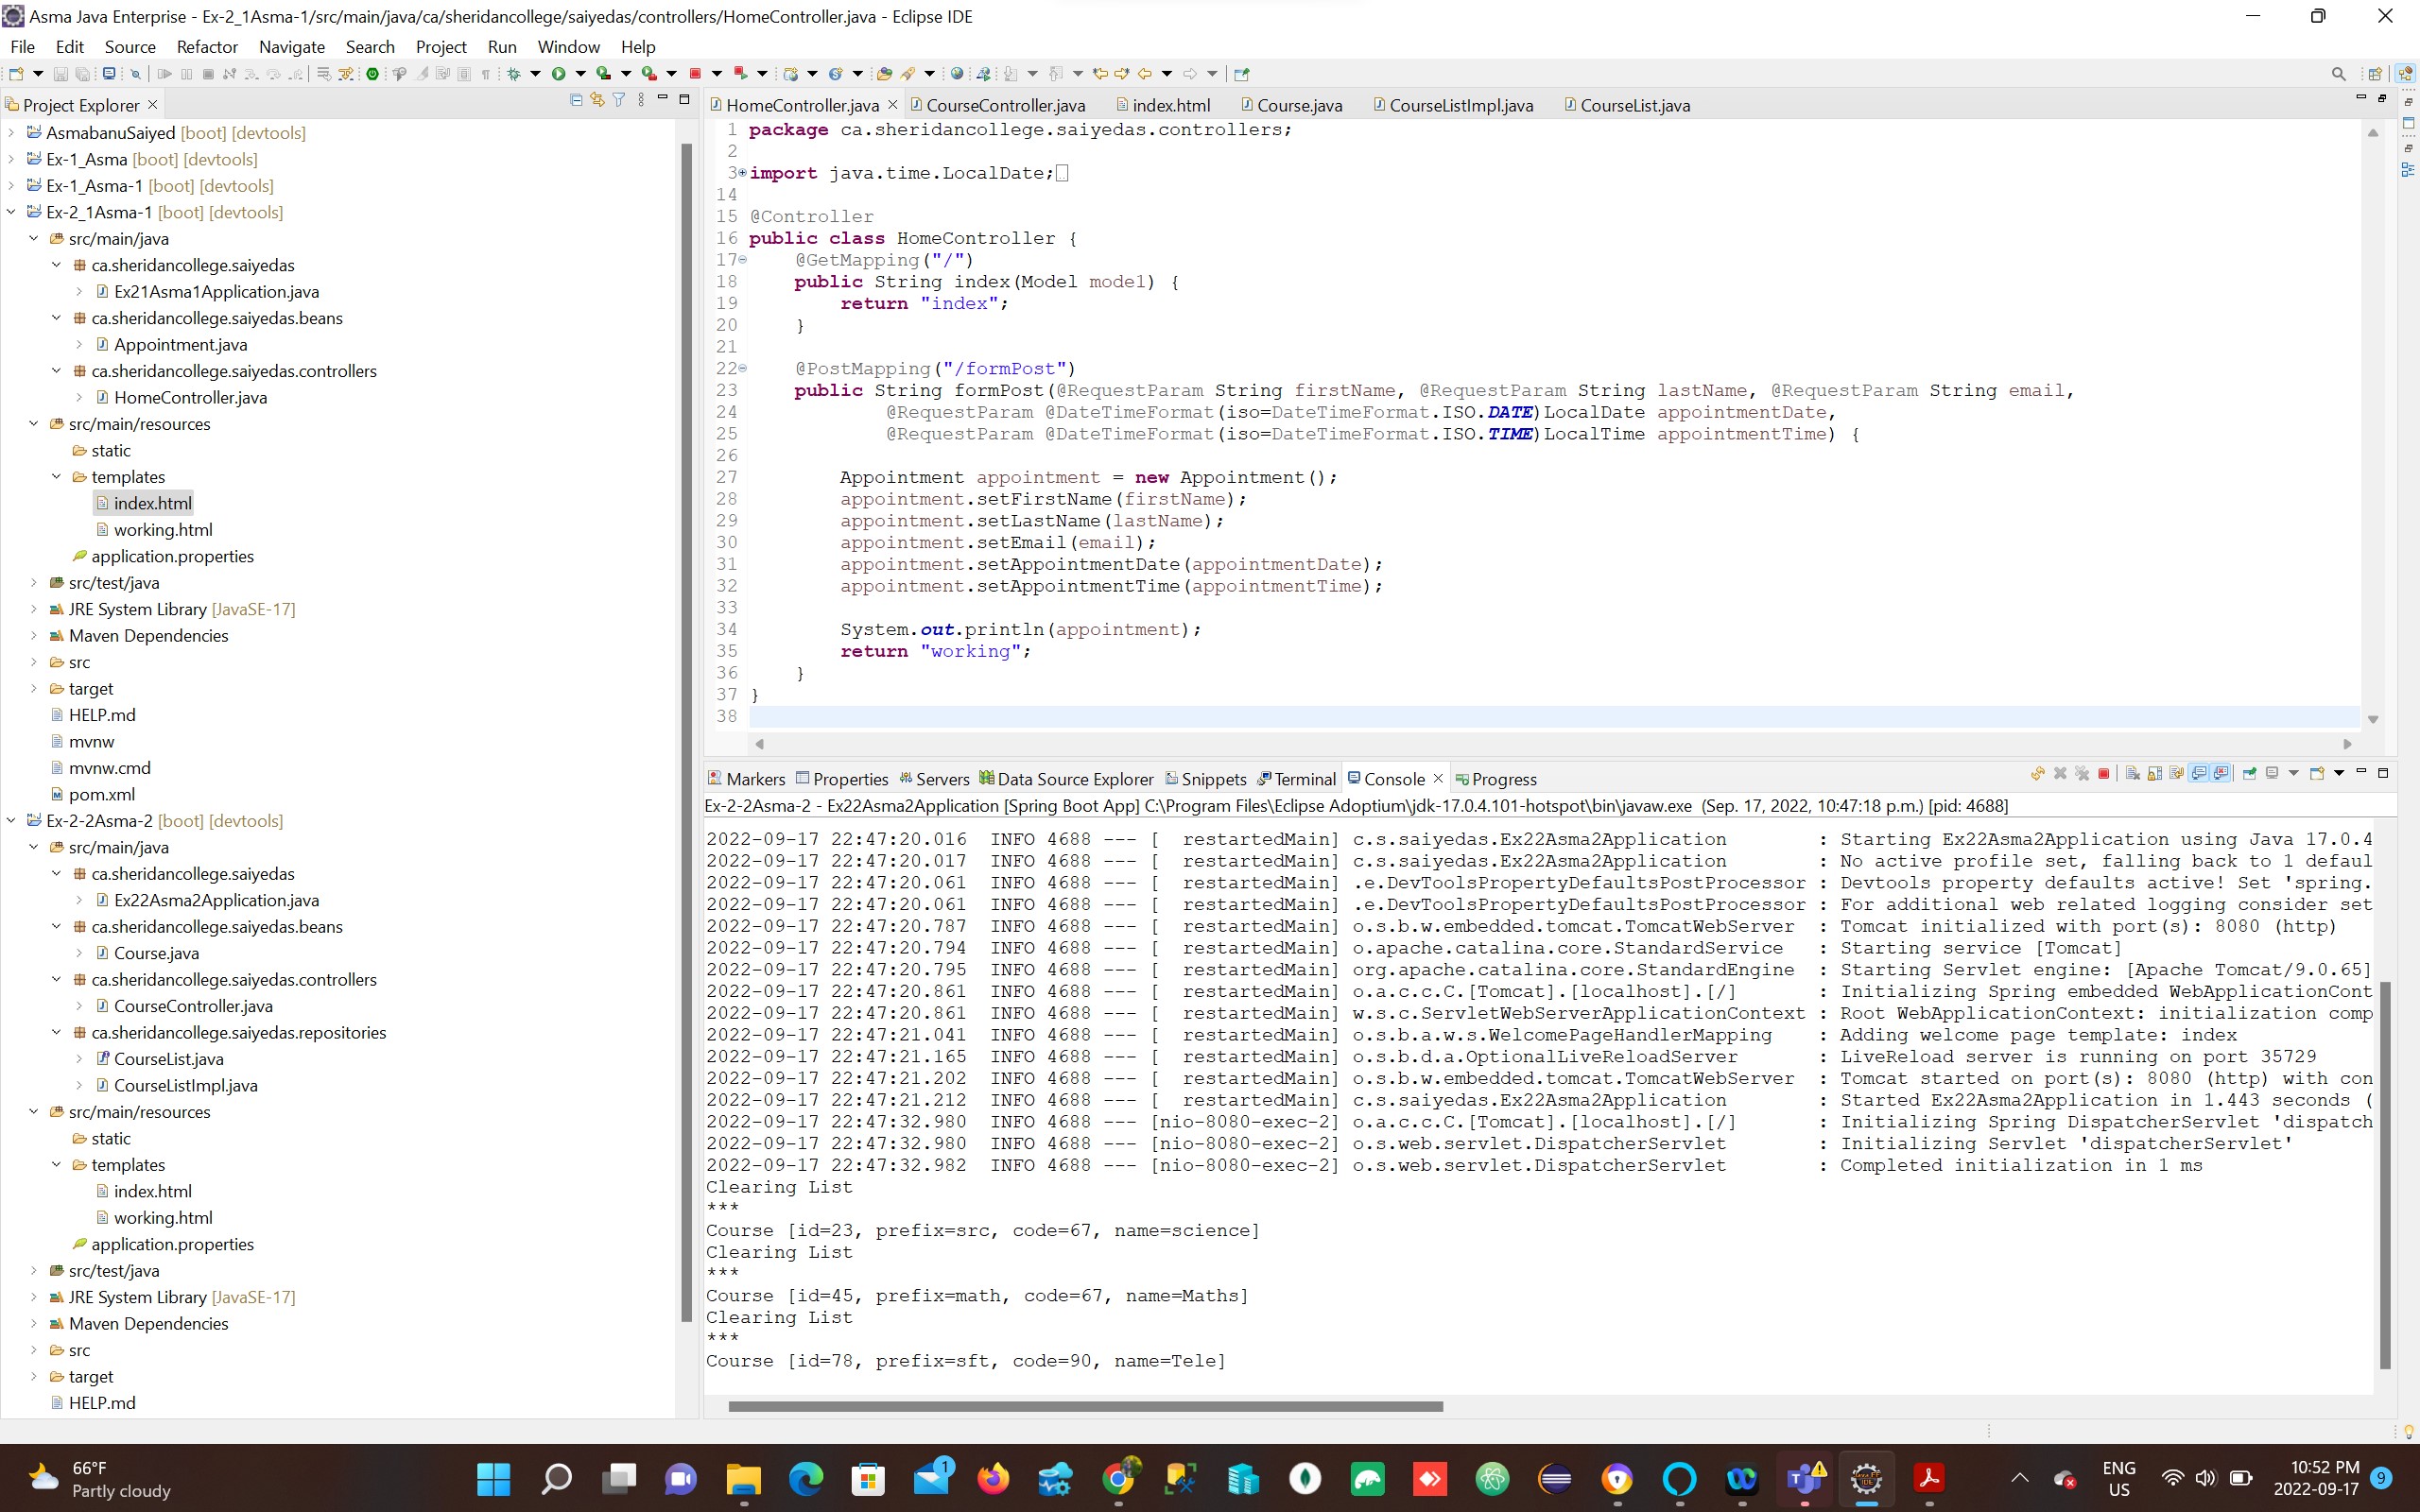 Asma Java Enterprise - Ex-2_1Asma-1/src/main/java/ca/sheridancollege/saiyedas/controllers/HomeController.java - Eclipse IDE
File Edit Source Refactor Navigate Search Project Run Window Help
Project Explorer
AsmabanuSaiyed [boot] [devtools]
Ex-1_Asma [boot] [devtools]
Ex-1_Asma-1 [boot] [devtools]
Ex-2_1Asma-1 [boot] [devtools]
src/main/java
ca.sheridancollege.saiyedas
Ex21Asma1Application.java
ca.sheridancollege.saiyedas.beans
Appointment.java
ca.sheridancollege.saiyedas.controllers
HomeController.java
src/main/resources
static
templates
index.html
working.html
application.properties
src/test/java
JRE System Library [JavaSE-17]
Maven Dependencies
src
target
HELP.md
mvnw
mvnw.cmd
pom.xml
Ex-2-2Asma-2 [boot] [devtools]
src/main/java
ca.sheridancollege.saiyedas
Ex22Asma2Application.java
ca.sheridancollege.saiyedas.beans
Course.java
ca.sheridancollege.saiyedas.controllers
CourseController.java
ca.sheridancollege.saiyedas.repositories
CourseList.java
CourseListImpl.java
src/main/resources
static
templates
index.html
working.html
application.properties
src/test/java
JRE System Library [JavaSE-17]
Maven Dependencies
src
target
HELP.md
HomeController.java CourseController.java index.html Course.java CourseListImpl.java CourseList.java
1 package ca.sheridancollege.saiyedas.controllers;
2
3 import java.time.LocalDate;
14
15 @Controller
16 public class HomeController {
17 @GetMapping("/")
18 public String index(Model model) {
19 return "index";
20 }
21
22 @PostMapping("/formPost")
23 public String formPost(@RequestParam String firstName, @RequestParam String lastName, @RequestParam String email,
24 @RequestParam @DateTimeFormat(iso=DateTimeFormat.ISO.DATE)LocalDate appointmentDate,
25 @RequestParam @DateTimeFormat(iso=DateTimeFormat.ISO.TIME)LocalTime appointmentTime) {
26
27 Appointment appointment = new Appointment();
28 appointment.setFirstName(firstName);
29 appointment.setLastName(lastName);
30 appointment.setEmail(email);
31 appointment.setAppointmentDate(appointmentDate);
32 appointment.setAppointmentTime(appointmentTime);
33
34 System.out.println(appointment);
35 return "working";
36 }
37 }
38
Markers Properties Servers Data Source Explorer Snippets Terminal Console Progress
Ex-2-2Asma-2 - Ex22Asma2Application [Spring Boot App] C:\Program Files\Eclipse Adoptium\jdk-17.0.4.101-hotspot\bin\javaw.exe (Sep. 17, 2022, 10:47:18 p.m.) [pid: 4688]
2022-09-17 22:47:20.016 INFO 4688 --- [ restartedMain] c.s.saiyedas.Ex22Asma2Application : Starting Ex22Asma2Application using Java 17.0.4
2022-09-17 22:47:20.017 INFO 4688 --- [ restartedMain] c.s.saiyedas.Ex22Asma2Application : No active profile set, falling back to 1 defaul
2022-09-17 22:47:20.061 INFO 4688 --- [ restartedMain] .e.DevToolsPropertyDefaultsPostProcessor : Devtools property defaults active! Set 'spring.
2022-09-17 22:47:20.061 INFO 4688 --- [ restartedMain] .e.DevToolsPropertyDefaultsPostProcessor : For additional web related logging consider set
2022-09-17 22:47:20.787 INFO 4688 --- [ restartedMain] o.s.b.w.embedded.tomcat.TomcatWebServer : Tomcat initialized with port(s): 8080 (http)
2022-09-17 22:47:20.794 INFO 4688 --- [ restartedMain] o.apache.catalina.core.StandardService : Starting service [Tomcat]
2022-09-17 22:47:20.795 INFO 4688 --- [ restartedMain] org.apache.catalina.core.StandardEngine : Starting Servlet engine: [Apache Tomcat/9.0.65]
2022-09-17 22:47:20.861 INFO 4688 --- [ restartedMain] o.a.c.c.C.[Tomcat].[localhost].[/] : Initializing Spring embedded WebApplicationCont
2022-09-17 22:47:20.861 INFO 4688 --- [ restartedMain] w.s.c.ServletWebServerApplicationContext : Root WebApplicationContext: initialization comp
2022-09-17 22:47:21.041 INFO 4688 --- [ restartedMain] o.s.b.a.w.s.WelcomePageHandlerMapping : Adding welcome page template: index
2022-09-17 22:47:21.165 INFO 4688 --- [ restartedMain] o.s.b.d.a.OptionalLiveReloadServer : LiveReload server is running on port 35729
2022-09-17 22:47:21.202 INFO 4688 --- [ restartedMain] o.s.b.w.embedded.tomcat.TomcatWebServer : Tomcat started on port(s): 8080 (http) with con
2022-09-17 22:47:21.212 INFO 4688 --- [ restartedMain] c.s.saiyedas.Ex22Asma2Application : Started Ex22Asma2Application in 1.443 seconds (
2022-09-17 22:47:32.980 INFO 4688 --- [nio-8080-exec-2] o.a.c.c.C.[Tomcat].[localhost].[/] : Initializing Spring DispatcherServlet 'dispatch
2022-09-17 22:47:32.980 INFO 4688 --- [nio-8080-exec-2] o.s.web.servlet.DispatcherServlet : Initializing Servlet 'dispatcherServlet'
2022-09-17 22:47:32.982 INFO 4688 --- [nio-8080-exec-2] o.s.web.servlet.DispatcherServlet : Completed initialization in 1 ms
Clearing List
***
Course [id=23, prefix=src, code=67, name=science]
Clearing List
***
Course [id=45, prefix=math, code=67, name=Maths]
Clearing List
***
Course [id=78, prefix=sft, code=90, name=Tele]
66°F
Partly cloudy
1
ENG
US
10:52 PM
2022-09-17
9